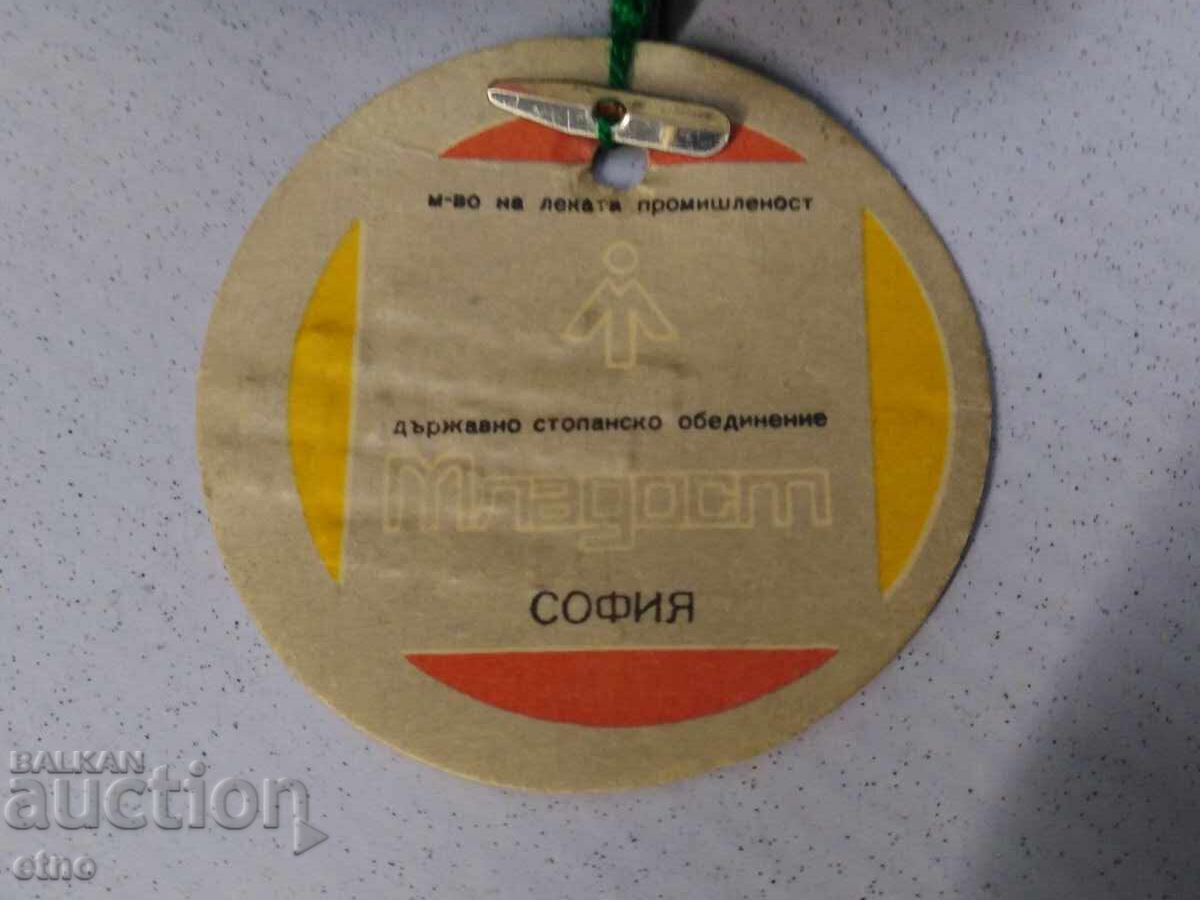 м-во на леката промишленост
държавно стопанско обединение
Младост
СОФИЯ
BALKAN
auction
etno